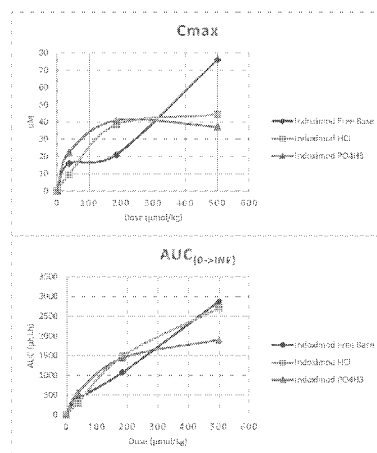 Cmax
80
70
60
50
40
30
20
10
0
uM
0 100 200 300 400 500 600
Dose (µmol/kg)
Indoximod Free Base
Indoximod HCl
Indoximod PO4H3
AUC(0->INF)
3500
3000
2500
2000
1500
1000
500
0
AUC (µM.h)
0 100 200 300 400 500 600
Dose (µmol/kg)
Indoximod Free Base
Indoximod HCl
Indoximod PO4H3